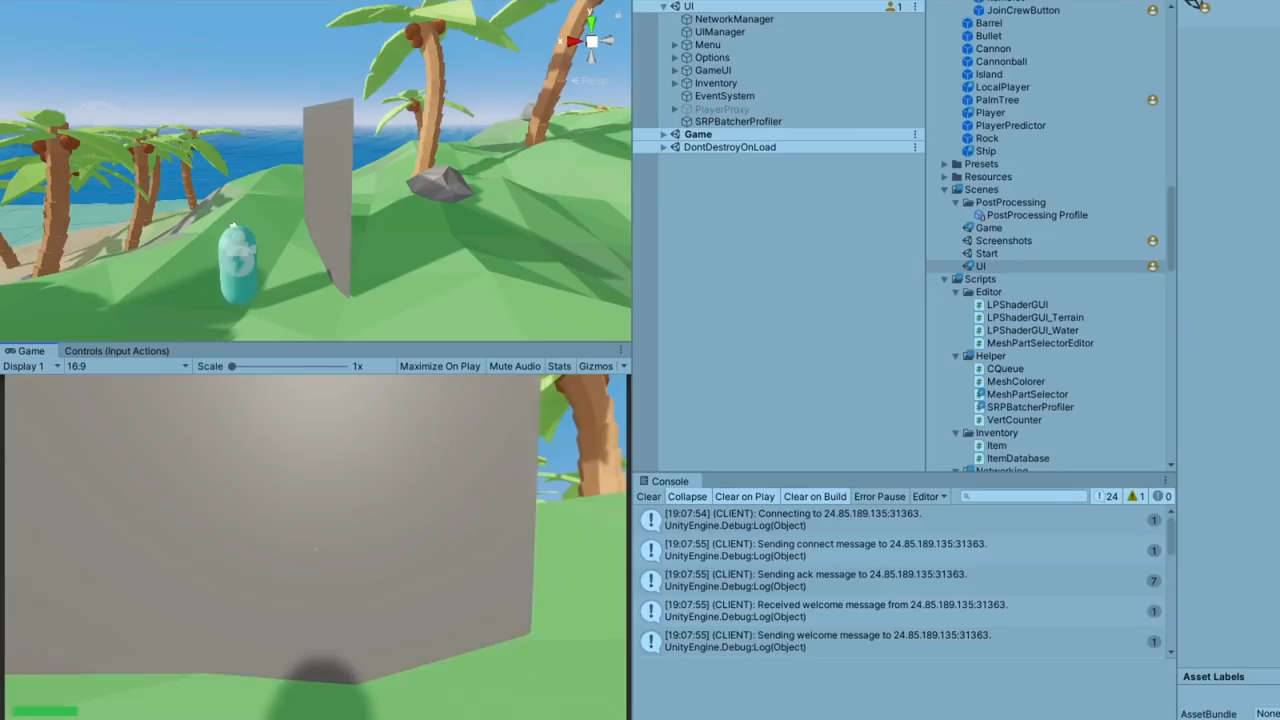 y
x
Persp
Game
Controls (Input Actions)
Display 1
16:9
Scale
1x
Maximize On Play
Mute Audio
Stats
Gizmos
UI
1
NetworkManager
UIManager
Menu
Options
GameUI
Inventory
EventSystem
PlayerProxy
SRPBatcherProfiler
Game
DontDestroyOnLoad
JoinCrewButton
Barrel
Bullet
Cannon
Cannonball
Island
LocalPlayer
PalmTree
Player
PlayerPredictor
Rock
Ship
Presets
Resources
Scenes
PostProcessing
PostProcessing Profile
Game
Screenshots
Start
UI
Scripts
Editor
LPShaderGUI
LPShaderGUI_Terrain
LPShaderGUI_Water
MeshPartSelectorEditor
Helper
CQueue
MeshColorer
MeshPartSelector
SRPBatcherProfiler
VertCounter
Inventory
Item
ItemDatabase
Networking
Console
Clear
Collapse
Clear on Play
Clear on Build
Error Pause
Editor
24
1
0
[19:07:54] (CLIENT): Connecting to 24.85.189.135:31363.
UnityEngine.Debug:Log(Object)
1
[19:07:55] (CLIENT): Sending connect message to 24.85.189.135:31363.
UnityEngine.Debug:Log(Object)
1
[19:07:55] (CLIENT): Sending ack message to 24.85.189.135:31363.
UnityEngine.Debug:Log(Object)
7
[19:07:55] (CLIENT): Received welcome message from 24.85.189.135:31363.
UnityEngine.Debug:Log(Object)
1
[19:07:55] (CLIENT): Sending welcome message to 24.85.189.135:31363.
UnityEngine.Debug:Log(Object)
1
Asset Labels
AssetBundle
None